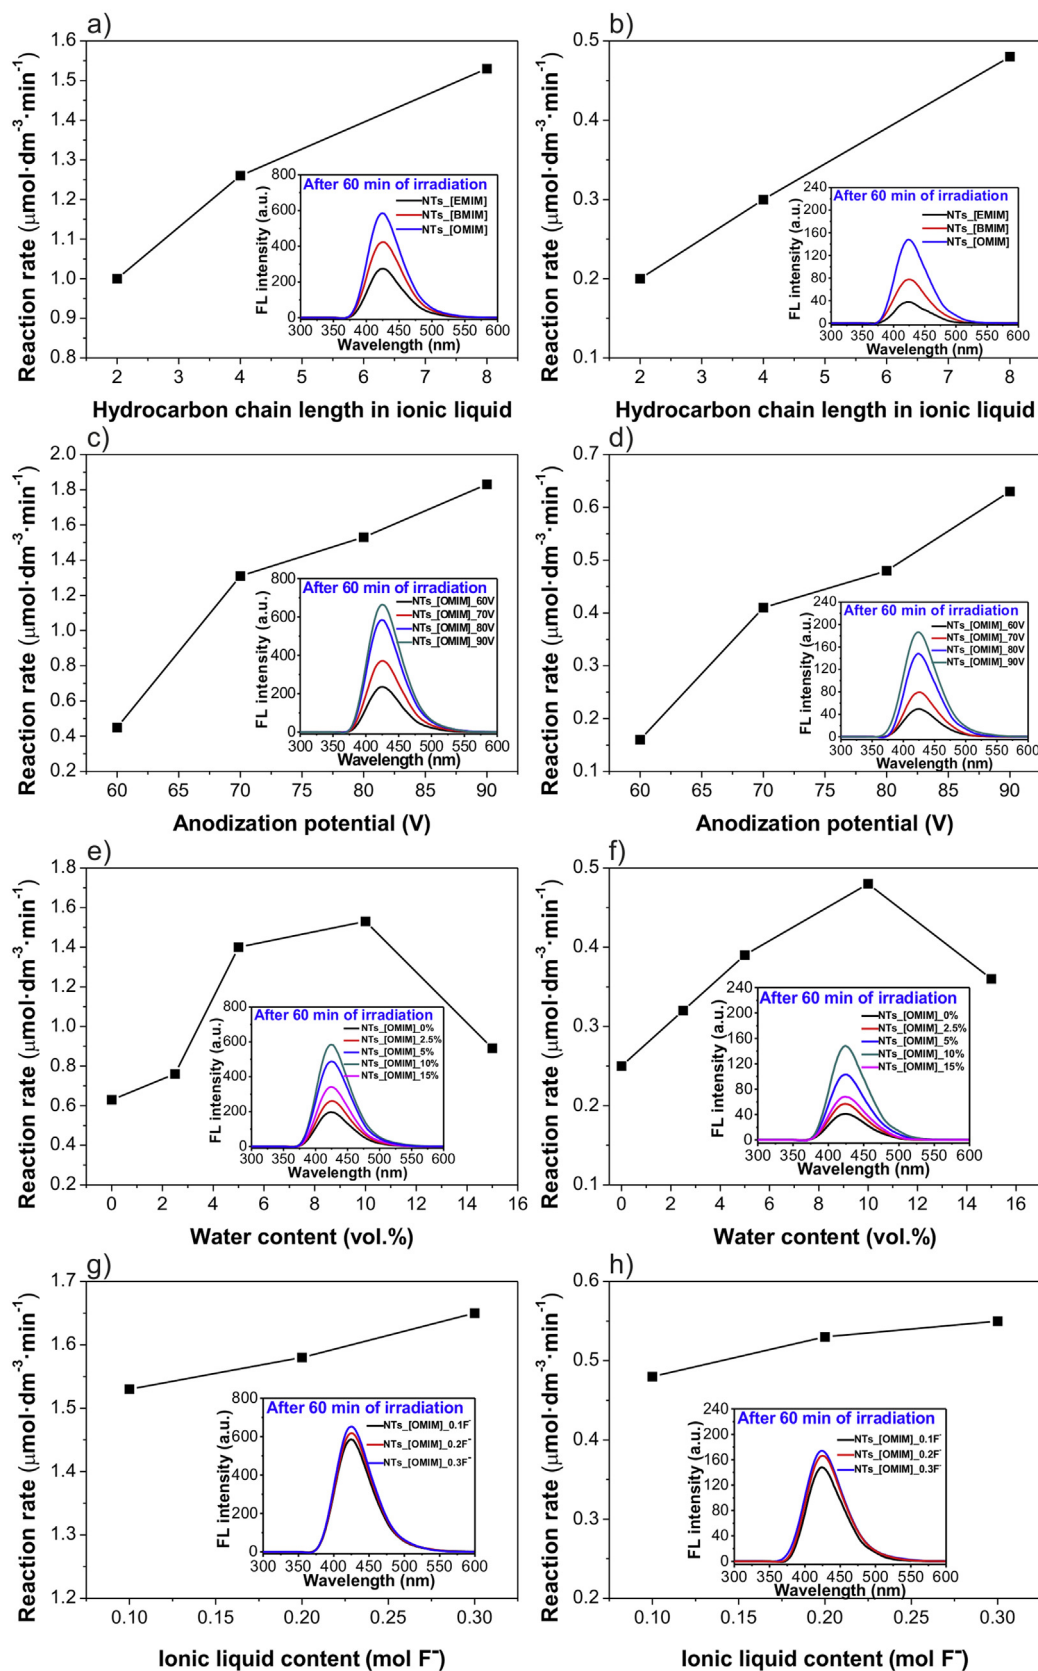 a)
Reaction rate (μmol·dm⁻³·min⁻¹)
1.6
1.5
1.4
1.3
1.2
1.1
1.0
0.9
0.8
2 3 4 5 6 7 8
Hydrocarbon chain length in ionic liquid
After 60 min of irradiation
NTs_[EMIM]
NTs_[BMIM]
NTs_[OMIM]
FL intensity (a.u.)
800
600
400
200
0
300 350 400 450 500 550 600
Wavelength (nm)
b)
Reaction rate (μmol·dm⁻³·min⁻¹)
0.5
0.4
0.3
0.2
0.1
2 3 4 5 6 7 8
Hydrocarbon chain length in ionic liquid
After 60 min of irradiation
NTs_[EMIM]
NTs_[BMIM]
NTs_[OMIM]
FL intensity (a.u.)
240
200
160
120
80
40
0
300 350 400 450 500 550 600
Wavelength (nm)
c)
Reaction rate (μmol·dm⁻³·min⁻¹)
2.0
1.8
1.6
1.4
1.2
1.0
0.8
0.6
0.4
0.2
60 65 70 75 80 85 90
Anodization potential (V)
After 60 min of irradiation
NTs_[OMIM]_60V
NTs_[OMIM]_70V
NTs_[OMIM]_80V
NTs_[OMIM]_90V
FL intensity (a.u.)
800
600
400
200
0
300 350 400 450 500 550 600
Wavelength (nm)
d)
Reaction rate (μmol·dm⁻³·min⁻¹)
0.7
0.6
0.5
0.4
0.3
0.2
0.1
60 65 70 75 80 85 90
Anodization potential (V)
After 60 min of irradiation
NTs_[OMIM]_60V
NTs_[OMIM]_70V
NTs_[OMIM]_80V
NTs_[OMIM]_90V
FL intensity (a.u.)
240
200
160
120
80
40
0
300 350 400 450 500 550 600
Wavelength (nm)
e)
Reaction rate (μmol·dm⁻³·min⁻¹)
1.8
1.6
1.4
1.2
1.0
0.8
0.6
0.4
0.2
0 2 4 6 8 10 12 14 16
Water content (vol.%)
After 60 min of irradiation
NTs_[OMIM]_0%
NTs_[OMIM]_2.5%
NTs_[OMIM]_5%
NTs_[OMIM]_10%
NTs_[OMIM]_15%
FL intensity (a.u.)
800
600
400
200
0
300 350 400 450 500 550 600
Wavelength (nm)
f)
Reaction rate (μmol·dm⁻³·min⁻¹)
0.5
0.4
0.3
0.2
0.1
0 2 4 6 8 10 12 14 16
Water content (vol.%)
After 60 min of irradiation
NTs_[OMIM]_0%
NTs_[OMIM]_2.5%
NTs_[OMIM]_5%
NTs_[OMIM]_10%
NTs_[OMIM]_15%
FL intensity (a.u.)
240
200
160
120
80
40
0
300 350 400 450 500 550 600
Wavelength (nm)
g)
Reaction rate (μmol·dm⁻³·min⁻¹)
1.7
1.6
1.5
1.4
1.3
1.2
0.10 0.15 0.20 0.25 0.30
Ionic liquid content (mol F⁻)
After 60 min of irradiation
NTs_[OMIM]_0.1F⁻
NTs_[OMIM]_0.2F⁻
NTs_[OMIM]_0.3F⁻
FL intensity (a.u.)
800
600
400
200
0
300 350 400 450 500 550 600
Wavelength (nm)
h)
Reaction rate (μmol·dm⁻³·min⁻¹)
0.6
0.5
0.4
0.3
0.2
0.10 0.15 0.20 0.25 0.30
Ionic liquid content (mol F⁻)
After 60 min of irradiation
NTs_[OMIM]_0.1F⁻
NTs_[OMIM]_0.2F⁻
NTs_[OMIM]_0.3F⁻
FL intensity (a.u.)
240
200
160
120
80
40
0
300 350 400 450 500 550 600
Wavelength (nm)